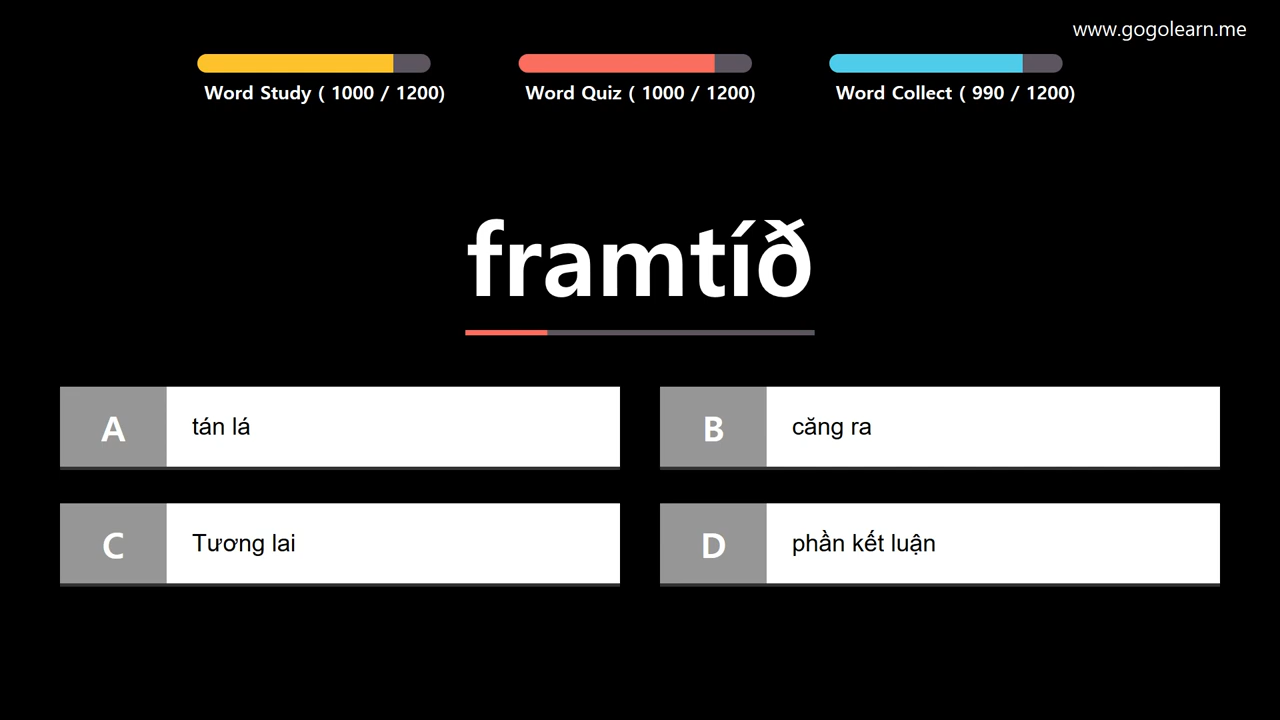 www.gogolearn.me
Word Study ( 1000 / 1200)
Word Quiz ( 1000 / 1200)
Word Collect ( 990 / 1200)
framtíð
A
tán lá
B
căng ra
C
Tương lai
D
phần kết luận